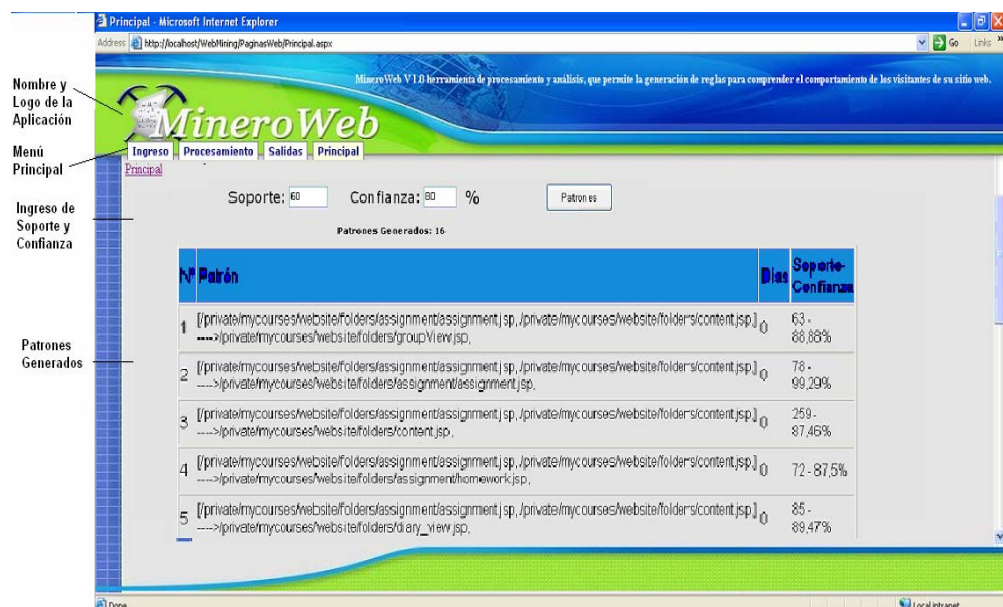 Principal - Microsoft Internet Explorer
Address http://localhost/WebMining/PaginasWeb/Principal.aspx Go Links »
MineroWeb V1.0 herramienta de procesamiento y análisis, que permite la generación de reglas para comprender el comportamiento de los visitantes de su sitio web.
Nombre y
Logo de la
Aplicación
MineroWeb
Menú
Principal
Ingreso Procesamiento Salidas Principal
Principal
Ingreso de
Soporte y
Confianza
Soporte: 60 Confianza: 80 % Patrones
Patrones Generados: 16
Nº Patrón Dias Soporte-
Confianza
1 [/private/mycourses/website/folders/assignment/assignment.jsp, /private/mycourses/website/folders/content.jsp,] 0 63 -
---->/private/mycourses/website/folders/groupView.jsp, 88,88%
Patrones
Generados
2 [/private/mycourses/website/folders/assignment/assignment.jsp, /private/mycourses/website/folders/content.jsp,] 0 78 -
---->/private/mycourses/website/folders/assignment/assignment.jsp, 99,29%
3 [/private/mycourses/website/folders/assignment/assignment.jsp, /private/mycourses/website/folders/content.jsp,] 0 259 -
---->/private/mycourses/website/folders/content.jsp, 87,46%
4 [/private/mycourses/website/folders/assignment/assignment.jsp, /private/mycourses/website/folders/content.jsp,] 0 72 - 87,5%
---->/private/mycourses/website/folders/assignment/homework.jsp,
5 [/private/mycourses/website/folders/assignment/assignment.jsp, /private/mycourses/website/folders/content.jsp,] 0 85 -
---->/private/mycourses/website/folders/diary_view.jsp, 89,47%
Done Local intranet